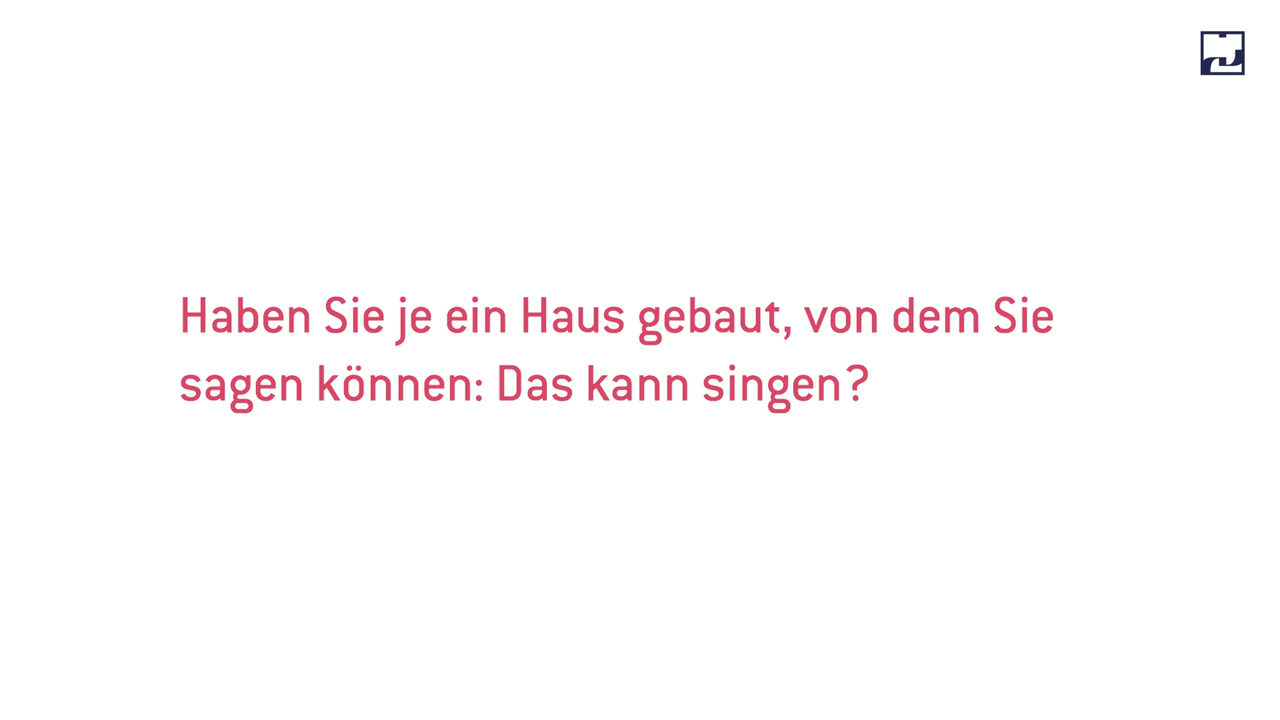 Haben Sie je ein Haus gebaut, von dem Sie
sagen können: Das kann singen?